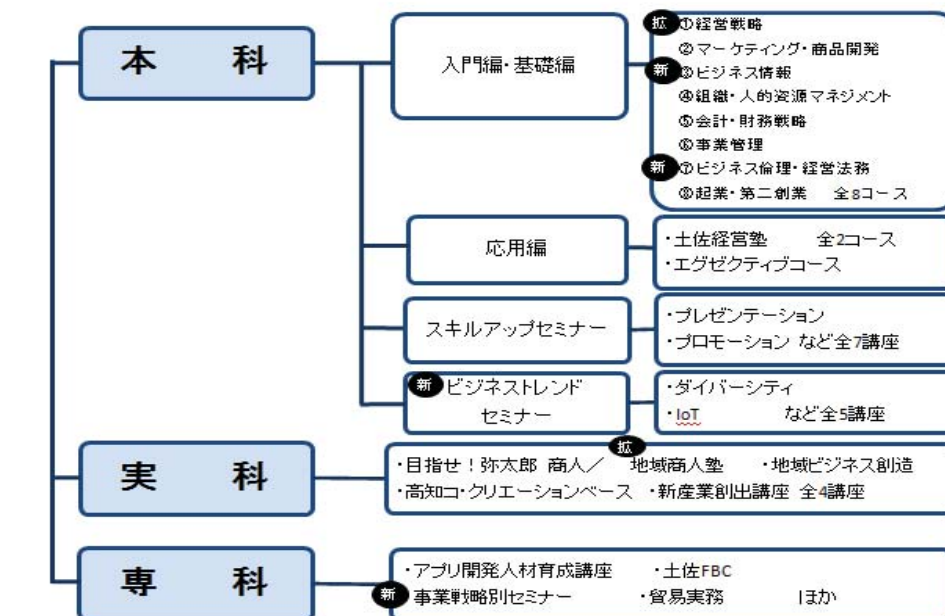 本　科
入門編・基礎編
拡 ①経営戦略
②マーケティング・商品開発
新 ③ビジネス情報
④組織・人的資源マネジメント
⑤会計・財務戦略
⑥事業管理
新 ⑦ビジネス倫理・経営法務
⑧起業・第二創業　全8コース
応用編
・土佐経営塾　全2コース
・エグゼクティブコース
スキルアップセミナー
・プレゼンテーション
・プロモーション など全7講座
新 ビジネストレンド
セミナー
・ダイバーシティ
・IoT　など全5講座
実　科
拡
・目指せ！弥太郎 商人／　地域商人塾　・地域ビジネス創造
・高知コ・クリエーションベース　・新産業創出講座 全4講座
専　科
・アプリ開発人材育成講座　・土佐FBC
新 事業戦略別セミナー　・貿易実務　ほか